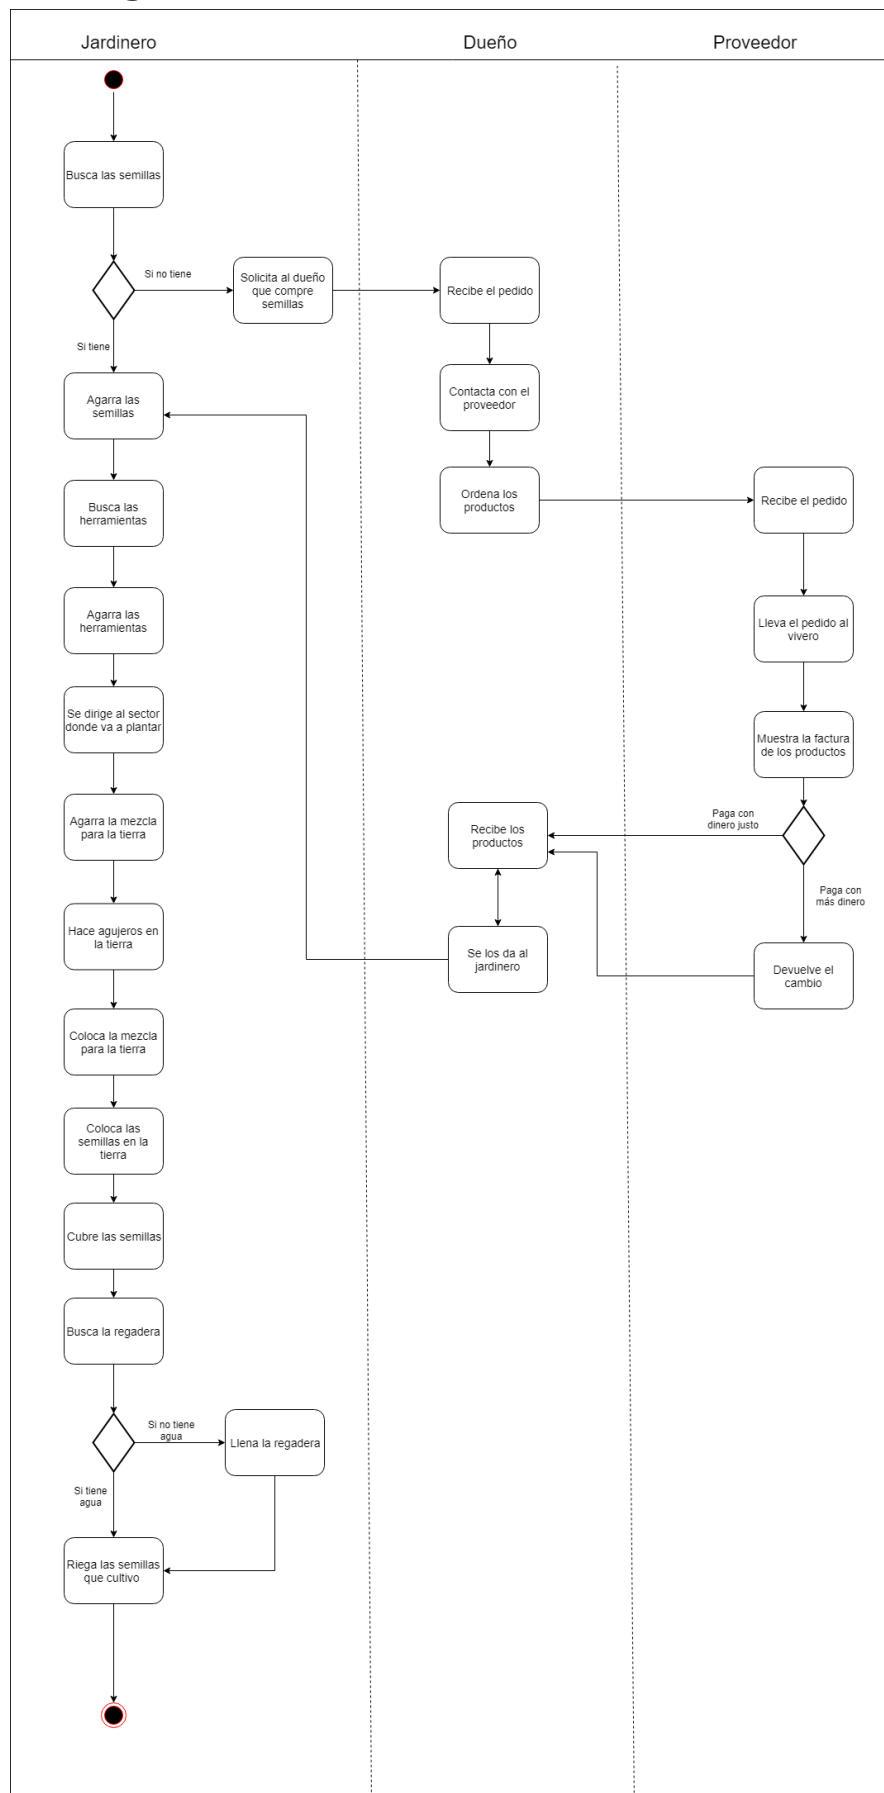 Jardinero
Dueño
Proveedor
Busca las semillas
Si no tiene
Solicita al dueño
que compre
semillas
Recibe el pedido
Si tiene
Agarra las
semillas
Contacta con el
proveedor
Busca las
herramientas
Ordena los
productos
Recibe el pedido
Agarra las
herramientas
Lleva el pedido al
vivero
Se dirige al sector
donde va a plantar
Muestra la factura
de los productos
Agarra la mezcla
para la tierra
Recibe los
productos
Paga con
dinero justo
Paga con
más dinero
Hace agujeros en
la tierra
Se los da al
jardinero
Devuelve el
cambio
Coloca la mezcla
para la tierra
Coloca las
semillas en la
tierra
Cubre las semillas
Busca la regadera
Si no tiene
agua
Llena la regadera
Si tiene
agua
Riega las semillas
que cultivo